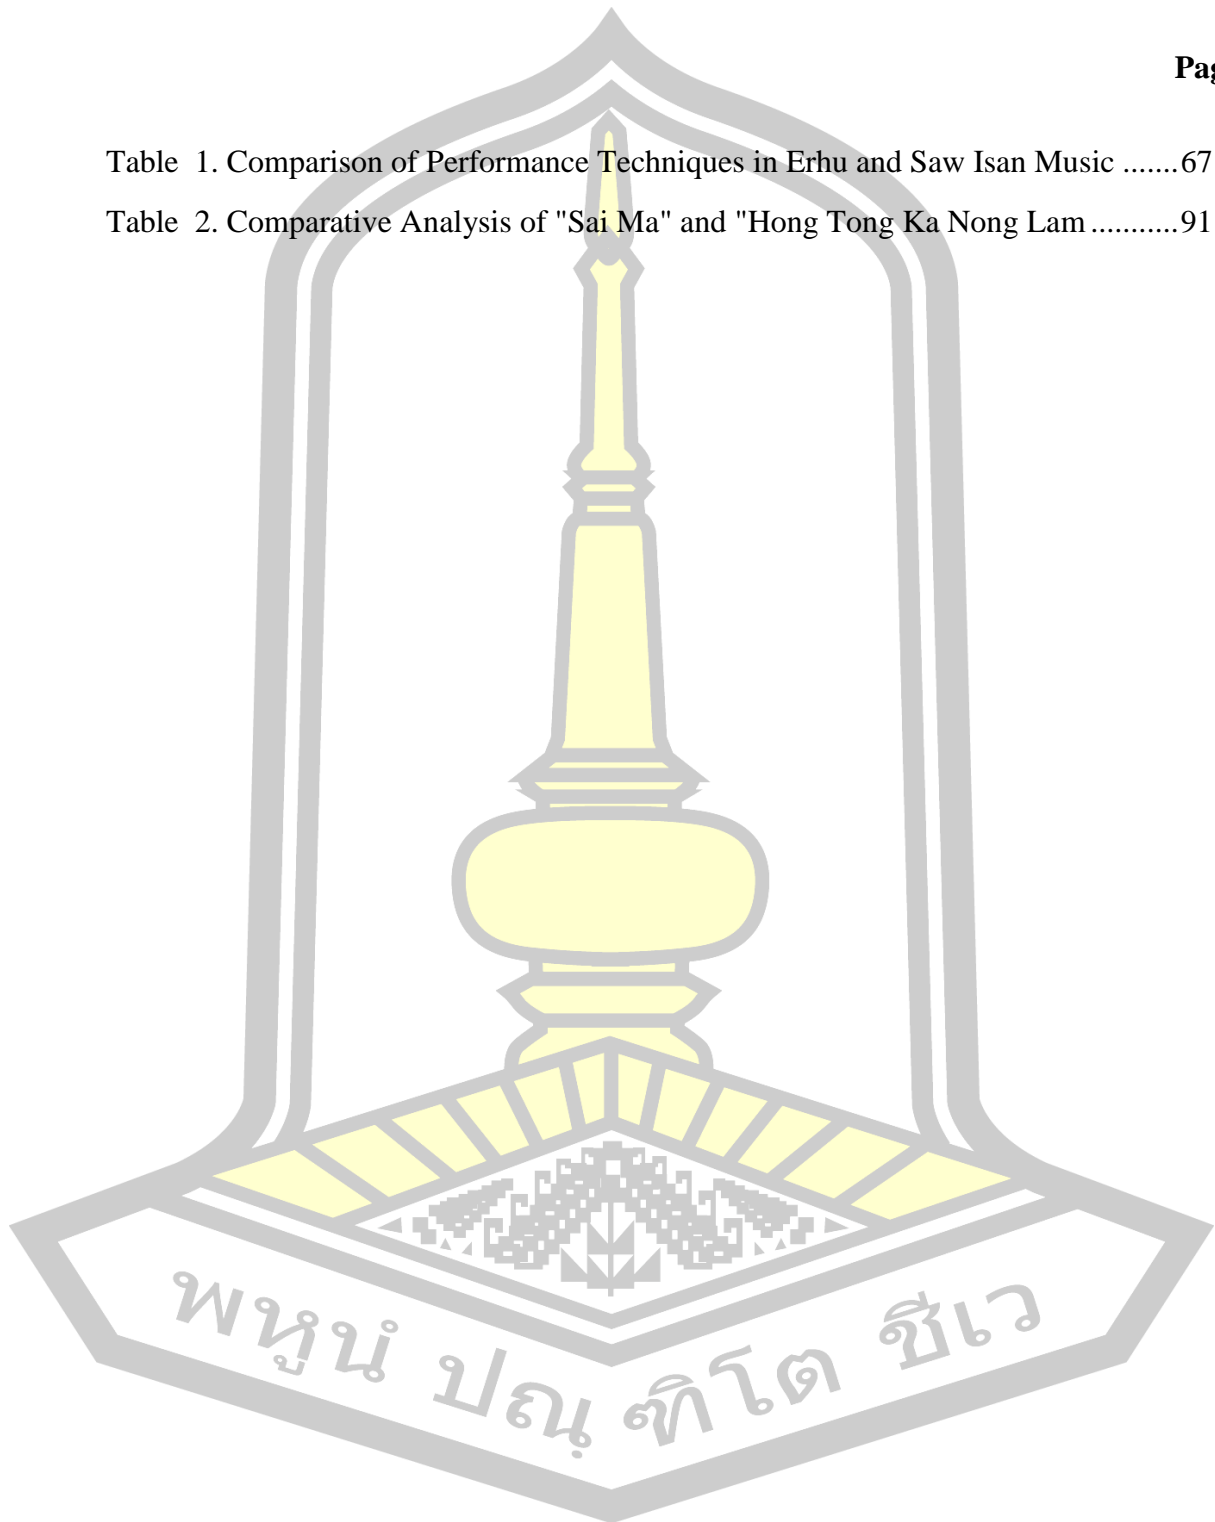 Pag
Table 1. Comparison of Performance Techniques in Erhu and Saw Isan Music .......67
Table 2. Comparative Analysis of "Sai Ma" and "Hong Tong Ka Nong Lam ...........91
พหูนํ ปณฺ ฑิโต ชีเว